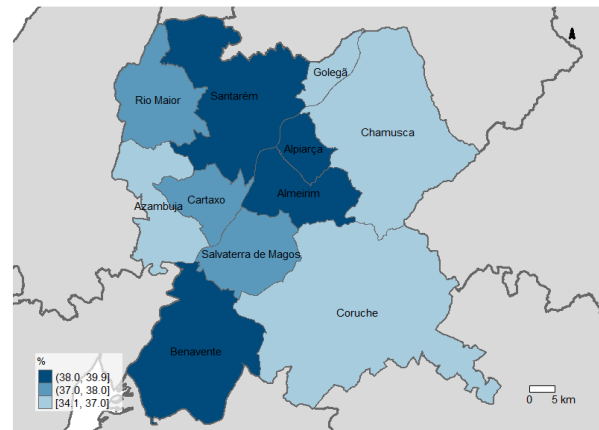 Golegã
Rio Maior
Santarém
Chamusca
Alpiarça
Almeirim
Cartaxo
Azambuja
Salvaterra de Magos
Coruche
Benavente
%
(38.0, 39.9]
(37.0, 38.0]
[34.1, 37.0]
0 5 km